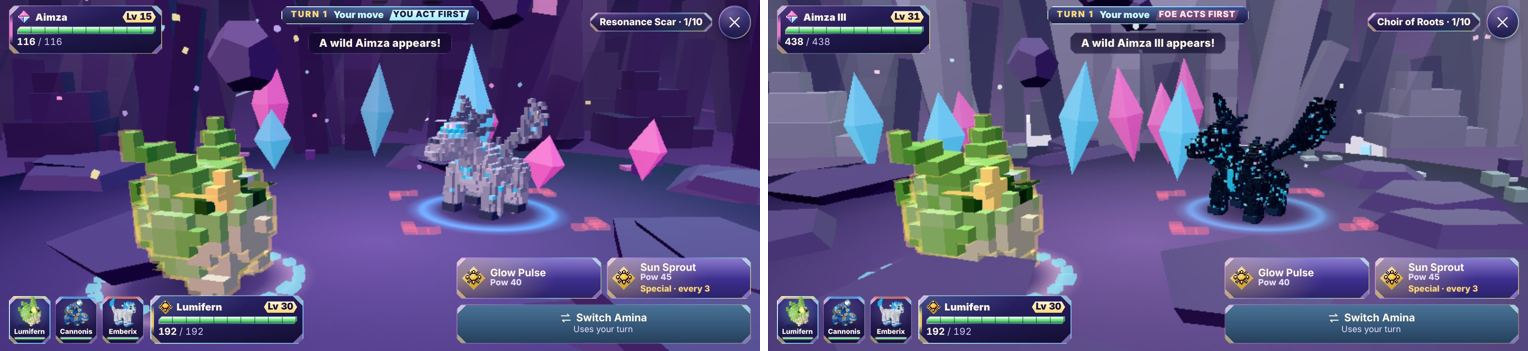 Aimza Lv 15
116 / 116
TURN 1 Your move YOU ACT FIRST
A wild Aimza appears!
Resonance Scar · 1/10
Glow Pulse
Pow 40
Sun Sprout
Pow 45
Special · every 3
Switch Amina
Uses your turn
Lumifern
Cannonis
Emberix
Lumifern Lv 30
192 / 192
Aimza III Lv 31
438 / 438
TURN 1 Your move FOE ACTS FIRST
A wild Aimza III appears!
Choir of Roots · 1/10
Glow Pulse
Pow 40
Sun Sprout
Pow 45
Special · every 3
Switch Amina
Uses your turn
Lumifern
Cannonis
Emberix
Lumifern Lv 30
192 / 192